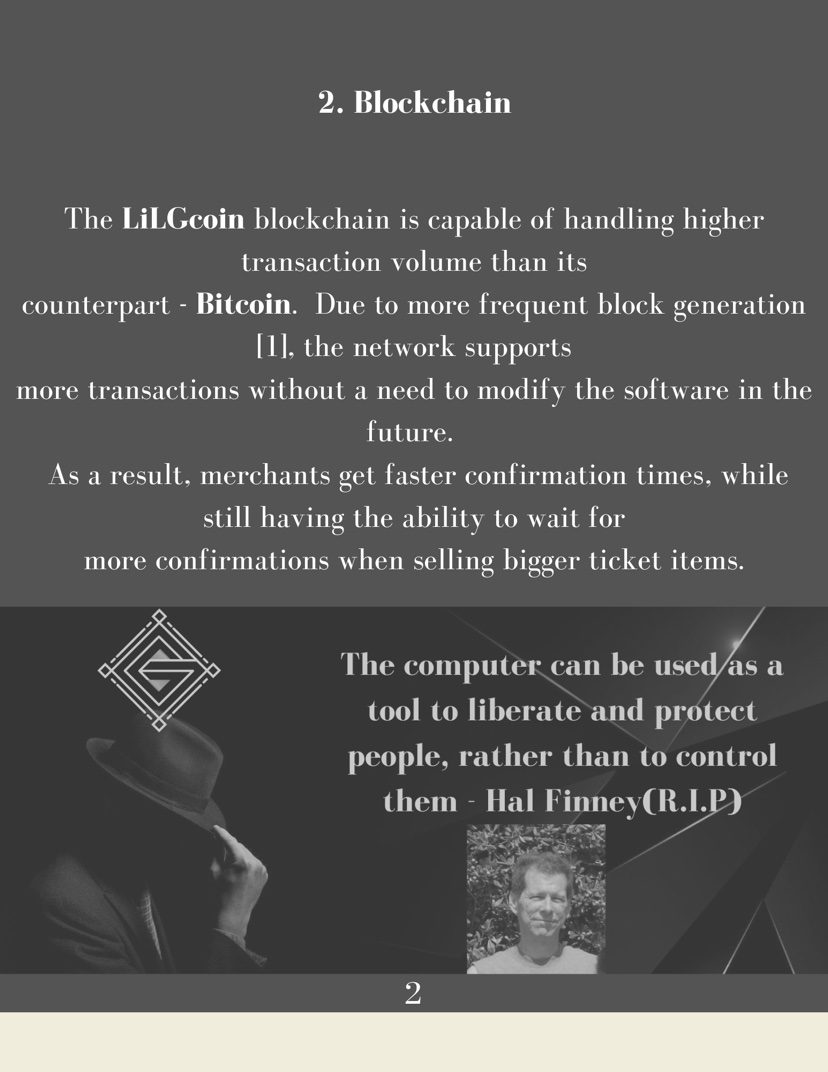 2. Blockchain
The LiLGcoin blockchain is capable of handling higher
transaction volume than its
counterpart - Bitcoin.  Due to more frequent block generation
[1], the network supports
more transactions without a need to modify the software in the
future.
As a result, merchants get faster confirmation times, while
still having the ability to wait for
more confirmations when selling bigger ticket items.
The computer can be used as a
tool to liberate and protect
people, rather than to control
them - Hal Finney(R.I.P)
2